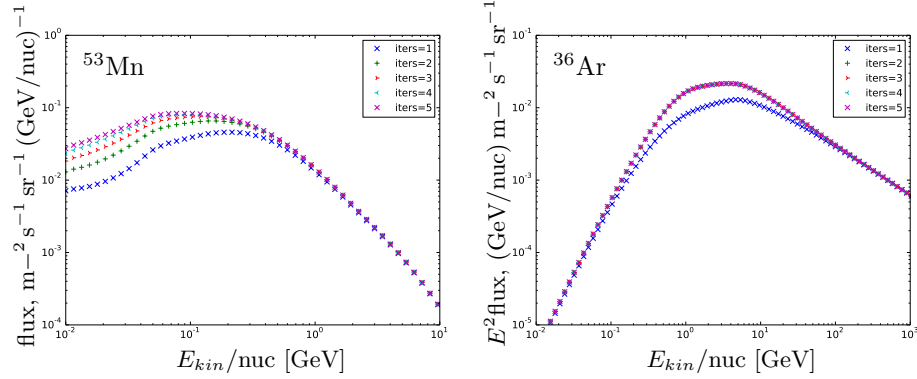 10^0
10^-1
10^-2
10^-3
10^-4
flux, m−2 s−1 sr−1 (GeV/nuc)−1
^53Mn
iters=1
iters=2
iters=3
iters=4
iters=5
10^-2 10^-1 10^0 10^1
E_kin/nuc [GeV]
10^-1
10^-2
10^-3
10^-4
10^-5
E^2flux, (GeV/nuc) m−2 s−1 sr−1
^36Ar
iters=1
iters=2
iters=3
iters=4
iters=5
10^-2 10^-1 10^0 10^1 10^2 10^3
E_kin/nuc [GeV]